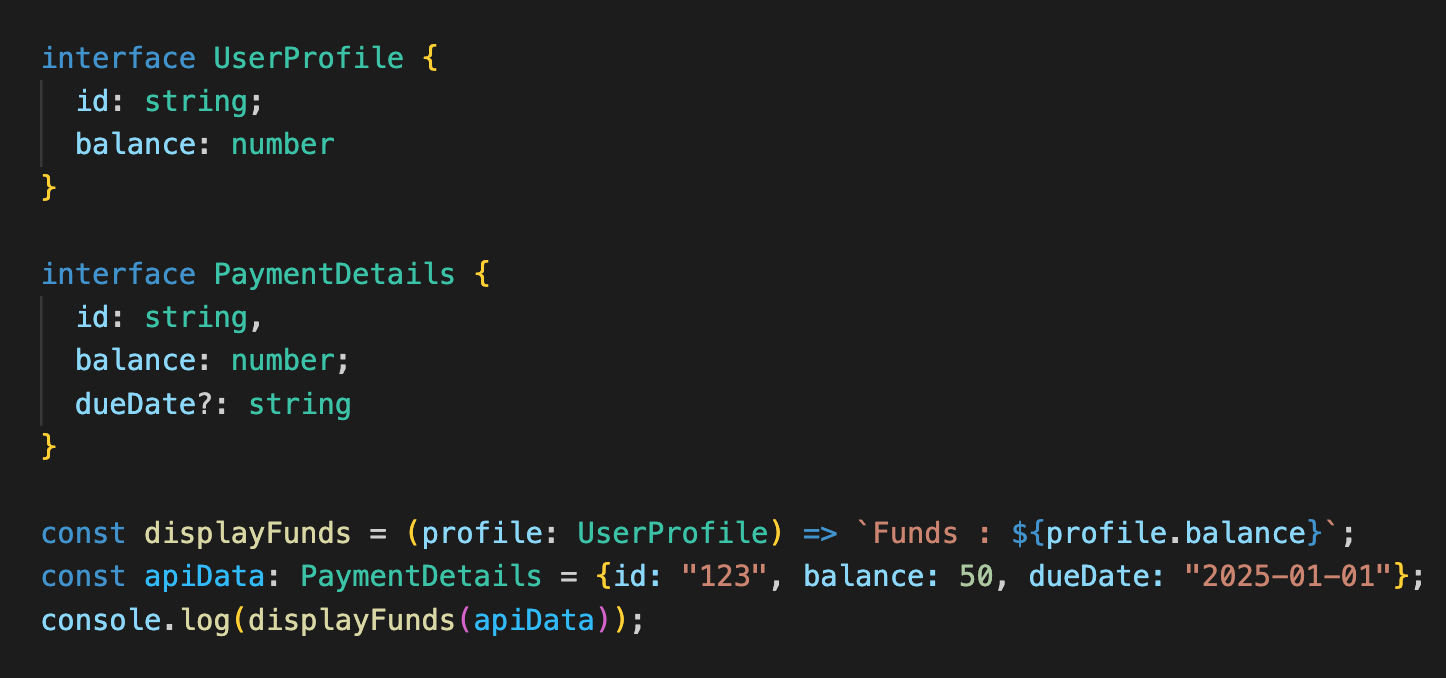 interface UserProfile {
  id: string;
  balance: number
}

interface PaymentDetails {
  id: string,
  balance: number;
  dueDate?: string
}

const displayFunds = (profile: UserProfile) => `Funds : ${profile.balance}`;
const apiData: PaymentDetails = {id: "123", balance: 50, dueDate: "2025-01-01"};
console.log(displayFunds(apiData));